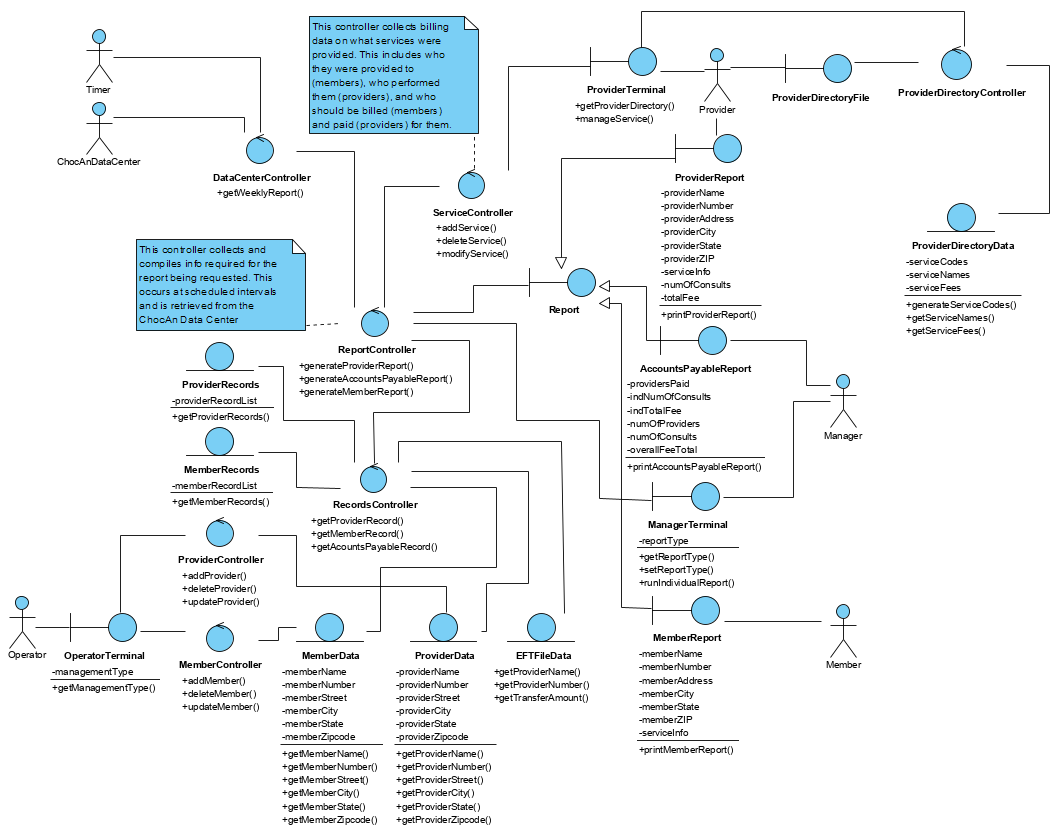 This controller collects billing
data on what services were
provided. This includes who
they were provided to
(members), who performed
them (providers), and who
should be billed (members)
and paid (providers) for them.
Timer
ChocAnDataCenter
DataCenterController
+getWeeklyReport()
ServiceController
+addService()
+deleteService()
+modifyService()
ProviderTerminal
+getProviderDirectory()
+manageService()
Provider
ProviderDirectoryFile
ProviderDirectoryController
ProviderReport
-providerName
-providerNumber
-providerAddress
-providerCity
-providerState
-providerZIP
-serviceInfo
-numOfConsults
-totalFee
+printProviderReport()
ProviderDirectoryData
-serviceCodes
-serviceNames
-serviceFees
+generateServiceCodes()
+getServiceNames()
+getServiceFees()
This controller collects and
compiles info required for the
report being requested. This
occurs at scheduled intervals
and is retrieved from the
ChocAn Data Center
Report
ReportController
+generateProviderReport()
+generateAccountsPayableReport()
+generateMemberReport()
AccountsPayableReport
-providersPaid
-indNumOfConsults
-indTotalFee
-numOfProviders
-numOfConsults
-overallFeeTotal
+printAccountsPayableReport()
Manager
ProviderRecords
-providerRecordList
+getProviderRecords()
MemberRecords
-memberRecordList
+getMemberRecords()
RecordsController
+getProviderRecord()
+getMemberRecord()
+getAcountsPayableRecord()
ManagerTerminal
-reportType
+getReportType()
+setReportType()
+runIndividualReport()
ProviderController
+addProvider()
+deleteProvider()
+updateProvider()
Operator
OperatorTerminal
-managementType
+getManagementType()
MemberController
+addMember()
+deleteMember()
+updateMember()
MemberData
-memberName
-memberNumber
-memberStreet
-memberCity
-memberState
-memberZipcode
+getMemberName()
+getMemberNumber()
+getMemberStreet()
+getMemberCity()
+getMemberState()
+getMemberZipcode()
ProviderData
-providerName
-providerNumber
-providerStreet
-providerCity
-providerState
-providerZipcode
+getProviderName()
+getProviderNumber()
+getProviderStreet()
+getProviderCity()
+getProviderState()
+getProviderZipcode()
EFTFileData
+getProviderName()
+getProviderNumber()
+getTransferAmount()
MemberReport
-memberName
-memberNumber
-memberAddress
-memberCity
-memberState
-memberZIP
-serviceInfo
+printMemberReport()
Member